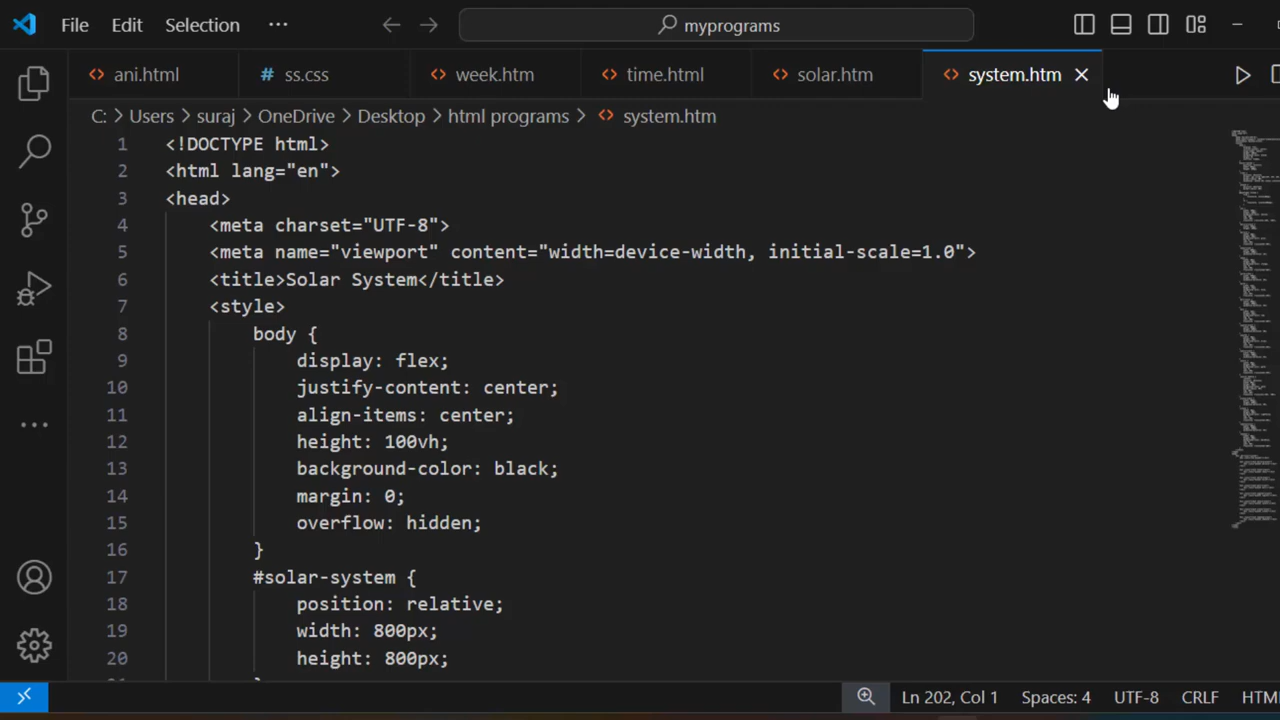 File Edit Selection ··· myprograms
ani.html # ss.css week.htm time.html solar.htm system.htm
C: > Users > suraj > OneDrive > Desktop > html programs > system.htm
1 <!DOCTYPE html>
2 <html lang="en">
3 <head>
4 <meta charset="UTF-8">
5 <meta name="viewport" content="width=device-width, initial-scale=1.0">
6 <title>Solar System</title>
7 <style>
8 body {
9 display: flex;
10 justify-content: center;
11 align-items: center;
12 height: 100vh;
13 background-color: black;
14 margin: 0;
15 overflow: hidden;
16 }
17 #solar-system {
18 position: relative;
19 width: 800px;
20 height: 800px;
Ln 202, Col 1 Spaces: 4 UTF-8 CRLF HTM